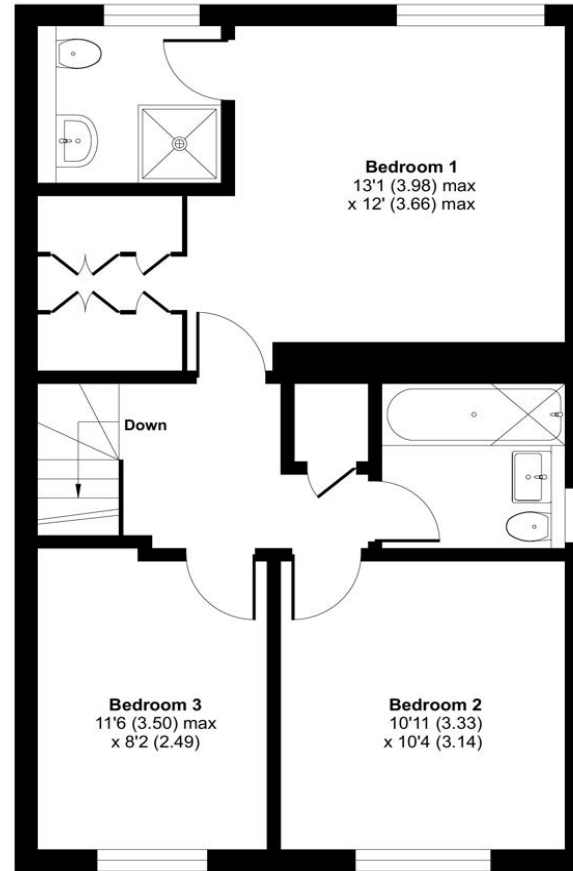 Bedroom 1
13'1 (3.98) max
x 12' (3.66) max
Down
Bedroom 3
11'6 (3.50) max
x 8'2 (2.49)
Bedroom 2
10'11 (3.33)
x 10'4 (3.14)